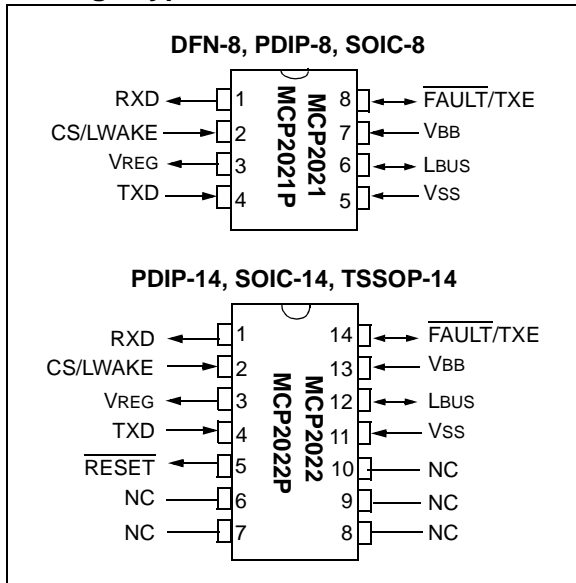 DFN-8, PDIP-8, SOIC-8
RXD 1 8 FAULT/TXE
CS/LWAKE 2 7 VBB
VREG 3 6 LBUS
TXD 4 5 VSS
MCP2021
MCP2021P
PDIP-14, SOIC-14, TSSOP-14
RXD 1 14 FAULT/TXE
CS/LWAKE 2 13 VBB
VREG 3 12 LBUS
TXD 4 11 VSS
RESET 5 10 NC
NC 6 9 NC
NC 7 8 NC
MCP2022
MCP2022P